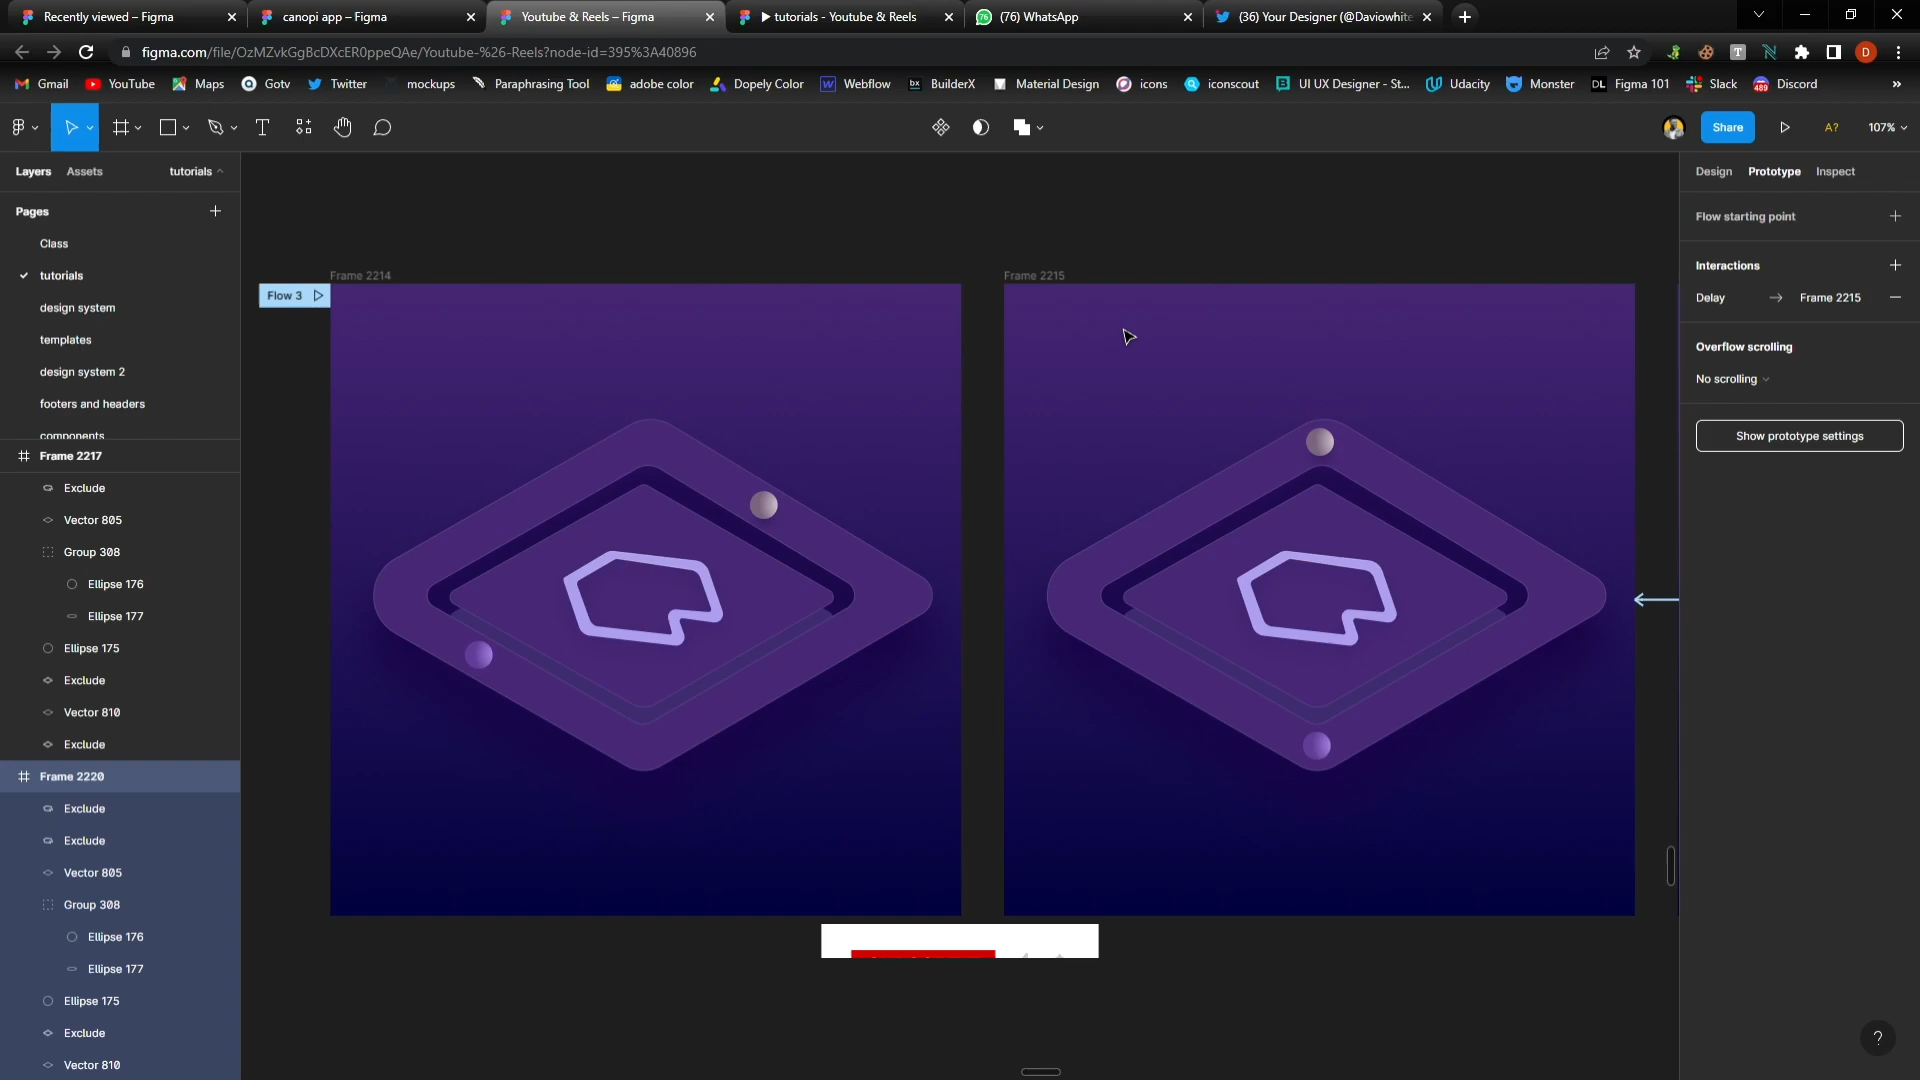 Recently viewed – Figma
canopi app – Figma
Youtube & Reels – Figma
▶ tutorials - Youtube & Reels
(76) WhatsApp
(36) Your Designer (@Daviowhite
figma.com/file/OzMZvkGgBcDXcER0ppeQAe/Youtube-%26-Reels?node-id=395%3A40896
Gmail YouTube Maps Gotv Twitter mockups Paraphrasing Tool adobe color Dopely Color Webflow BuilderX Material Design icons iconscout UI UX Designer - St... Udacity Monster Figma 101 Slack Discord »
Share
A?
107%
Layers Assets tutorials
Pages
Class
tutorials
design system
templates
design system 2
footers and headers
components
Frame 2217
Exclude
Vector 805
Group 308
Ellipse 176
Ellipse 177
Ellipse 175
Exclude
Vector 810
Exclude
Frame 2220
Exclude
Exclude
Vector 805
Group 308
Ellipse 176
Ellipse 177
Ellipse 175
Exclude
Vector 810
Frame 2214
Flow 3
Frame 2215
Design Prototype Inspect
Flow starting point
Interactions
Delay → Frame 2215
Overflow scrolling
No scrolling
Show prototype settings
?